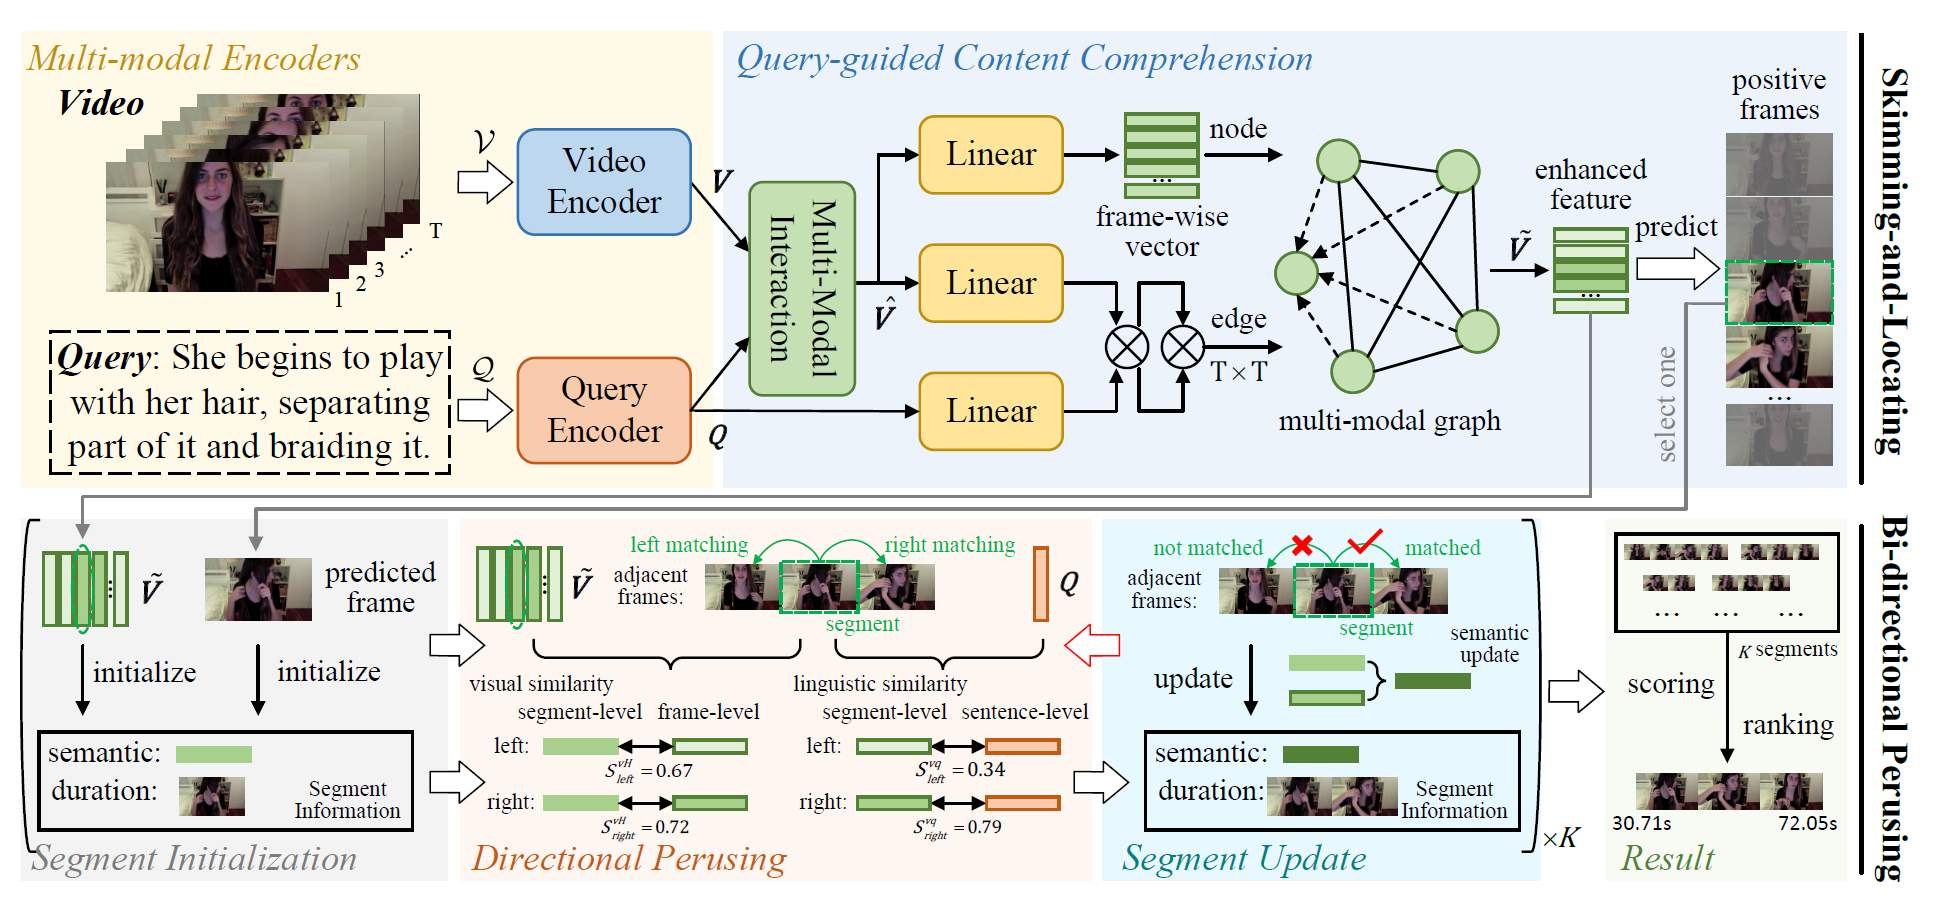 Multi-modal Encoders
Video
1
2
3
...
T
Query: She begins to play
with her hair, separating
part of it and braiding it.
𝒱
𝒬
Video
Encoder
Query
Encoder
V
Q
Query-guided Content Comprehension
Multi-Modal
Interaction
V̂
Linear
Linear
Linear
...
frame-wise
vector
node
edge
T × T
multi-modal graph
Ṽ
enhanced
feature
...
predict
positive
frames
...
select one
Skimming-and-Locating
Ṽ
predicted
frame
initialize
initialize
semantic:
duration:
Segment
Information
Segment Initialization
Ṽ
left matching
right matching
adjacent
frames:
segment
Q
visual similarity
segment-level
frame-level
left:
S^{vH}_{left} = 0.67
right:
S^{vH}_{right} = 0.72
linguistic similarity
segment-level
sentence-level
left:
S^{vq}_{left} = 0.34
right:
S^{vq}_{right} = 0.79
Directional Perusing
not matched
matched
adjacent
frames:
segment
update
semantic
update
semantic:
duration:
Segment
Information
Segment Update
×K
... ... ...
K segments
scoring
ranking
30.71s
72.05s
Result
Bi-directional Perusing